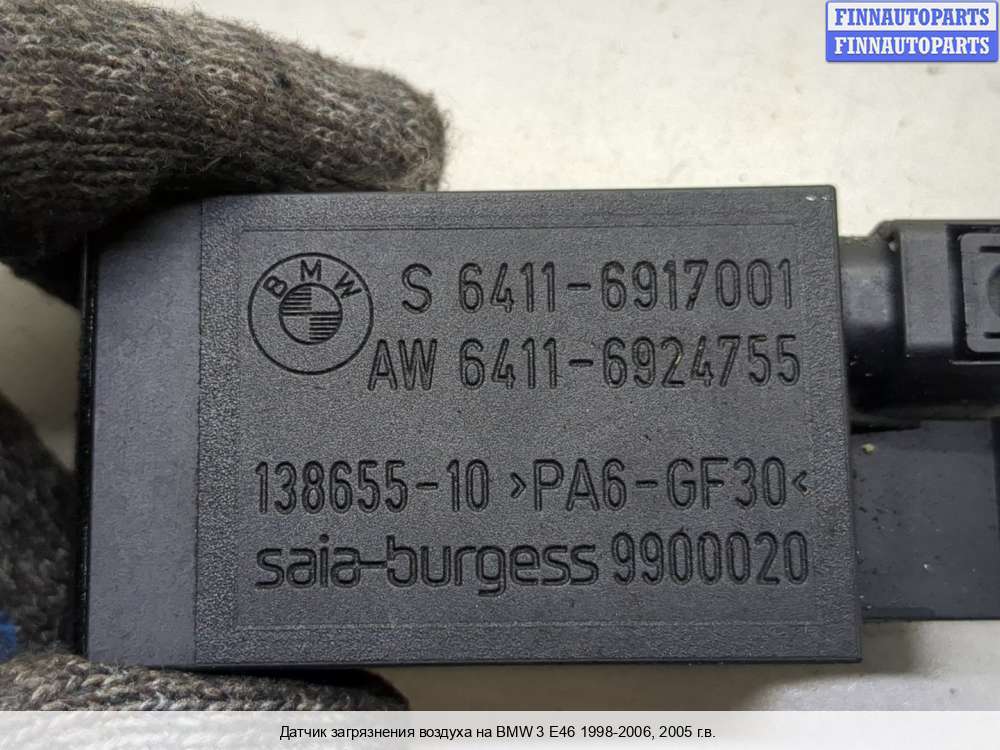 FINNAUTOPARTS
FINNAUTOPARTS
BMW
S 6411-6917001
AW 6411-6924755
138655-10 >PA6-GF30<
saia-burgess 9900020
Датчик загрязнения воздуха на BMW 3 E46 1998-2006, 2005 г.в.